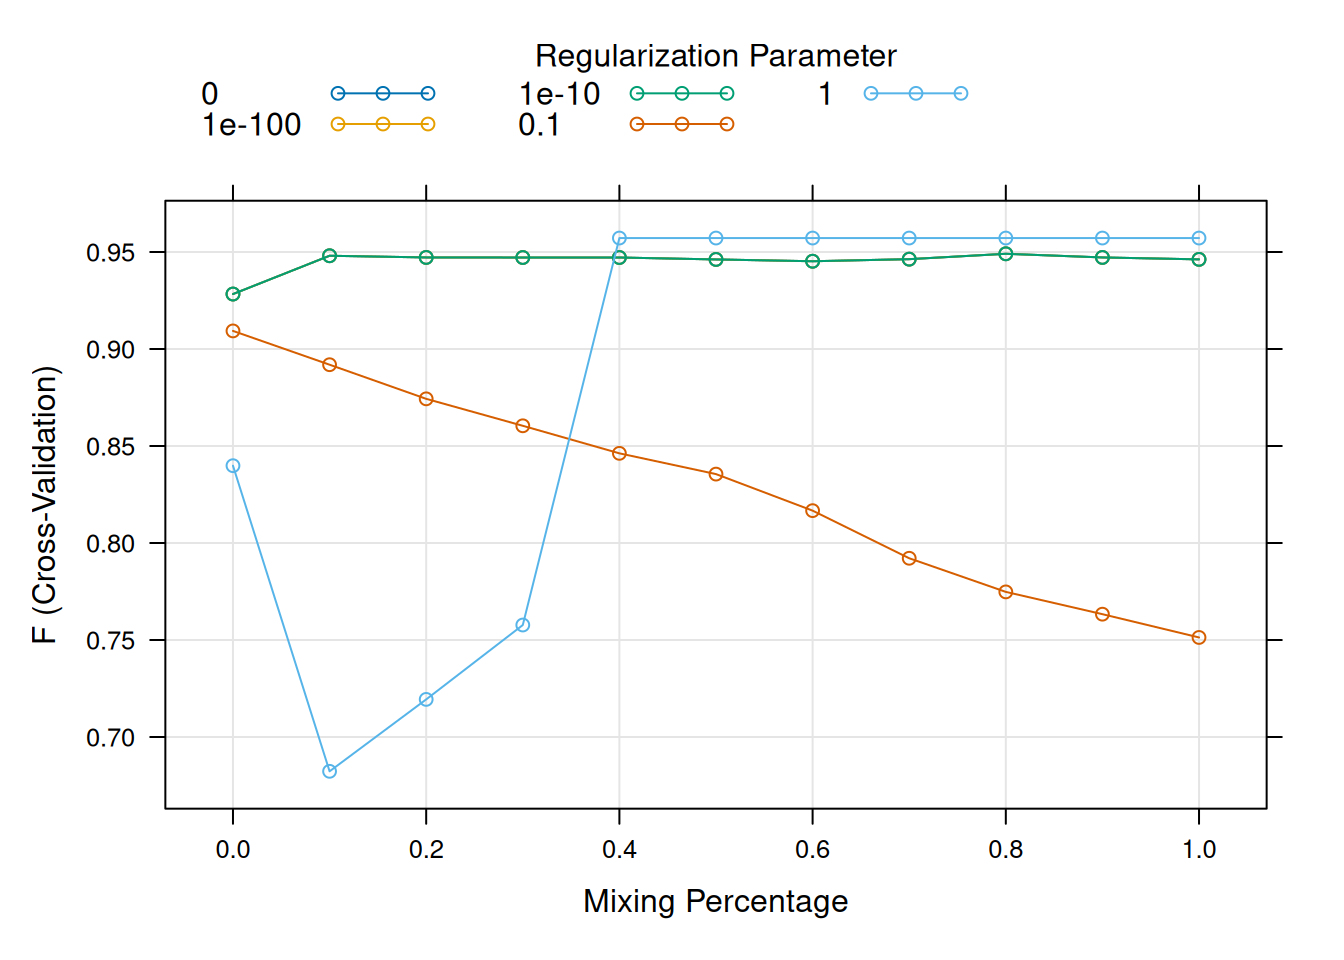 Regularization Parameter
0 1e-10 1
1e-100 0.1
0.95
0.90
0.85
0.80
0.75
0.70
F (Cross-Validation)
0.0 0.2 0.4 0.6 0.8 1.0
Mixing Percentage